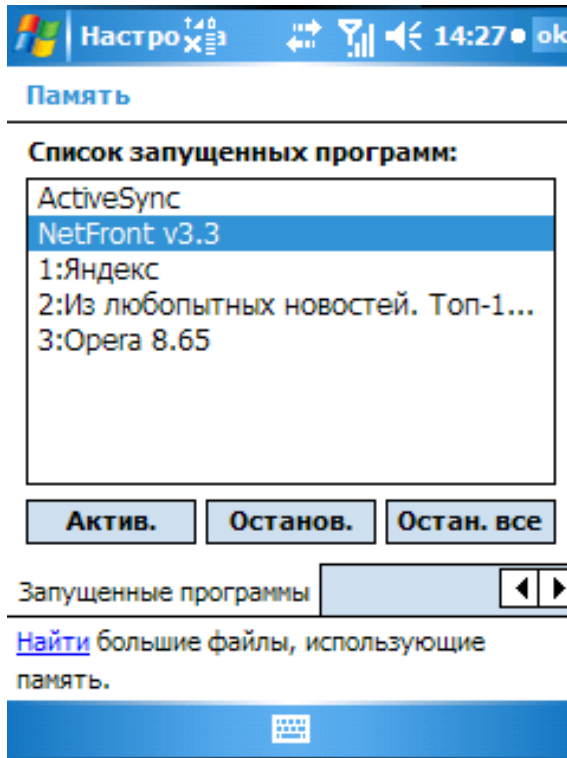 Настро
14:27
ok
Память
Список запущенных программ:
ActiveSync
NetFront v3.3
1:Яндекс
2:Из любопытных новостей. Топ-1...
3:Opera 8.65
Актив. Останов. Остан. все
Запущенные программы
Найти большие файлы, использующие
память.